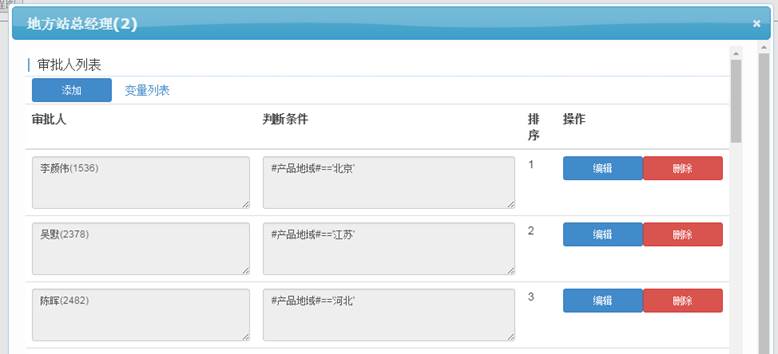 地方站总经理(2)
×
审批人列表
添加 变量列表
审批人 判断条件 排序 操作
李颜伟(1536) #产品地域#=='北京' 1 编辑 删除
吴默(2378) #产品地域#=='江苏' 2 编辑 删除
陈晖(2482) #产品地域#=='河北' 3 编辑 删除